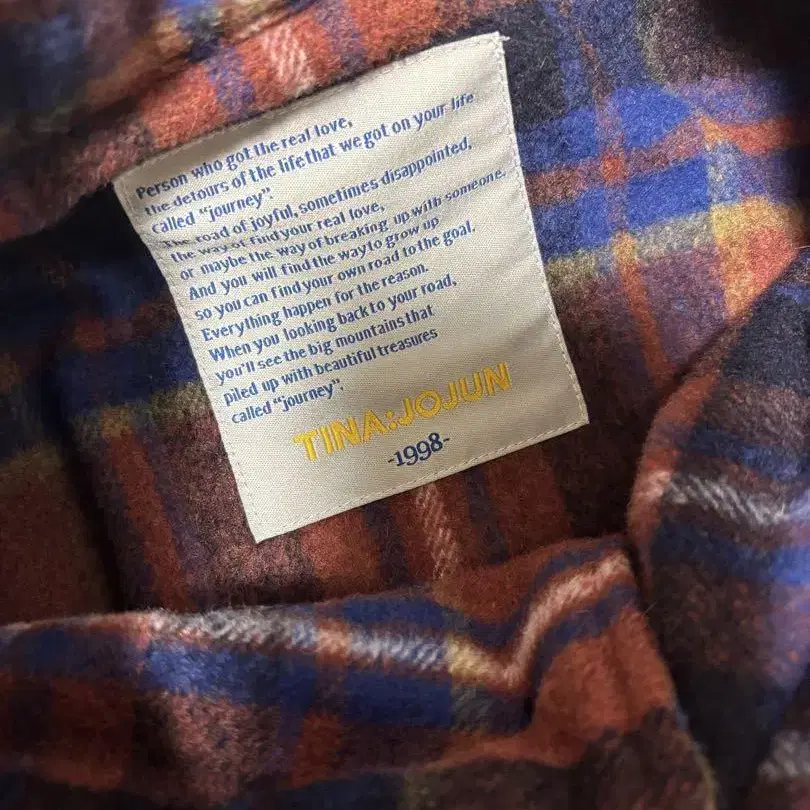 Person who got the real love,
the detours of the life that we got on your life
called "journey".
The road of joyful, sometimes disappointed,
the way of find your real love,
or maybe the way of breaking up with someone.
And you will find the way to grow up
so you can find your own road to the goal.
Everything happen for the reason.
When you looking back to your road,
you'll see the big mountains that
piled up with beautiful treasures
called "journey".
TINA:JOJUN
-1998-